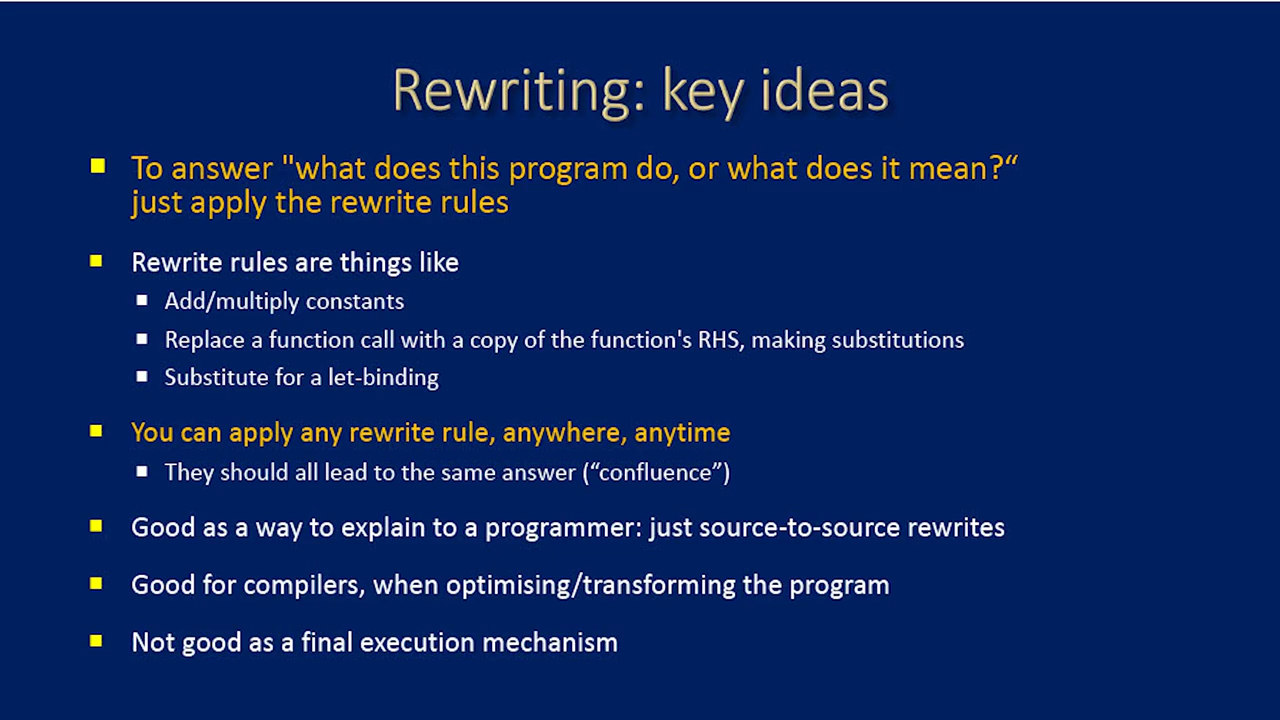 Rewriting: key ideas
To answer "what does this program do, or what does it mean?“
just apply the rewrite rules
Rewrite rules are things like
Add/multiply constants
Replace a function call with a copy of the function's RHS, making substitutions
Substitute for a let-binding
You can apply any rewrite rule, anywhere, anytime
They should all lead to the same answer (“confluence”)
Good as a way to explain to a programmer: just source-to-source rewrites
Good for compilers, when optimising/transforming the program
Not good as a final execution mechanism